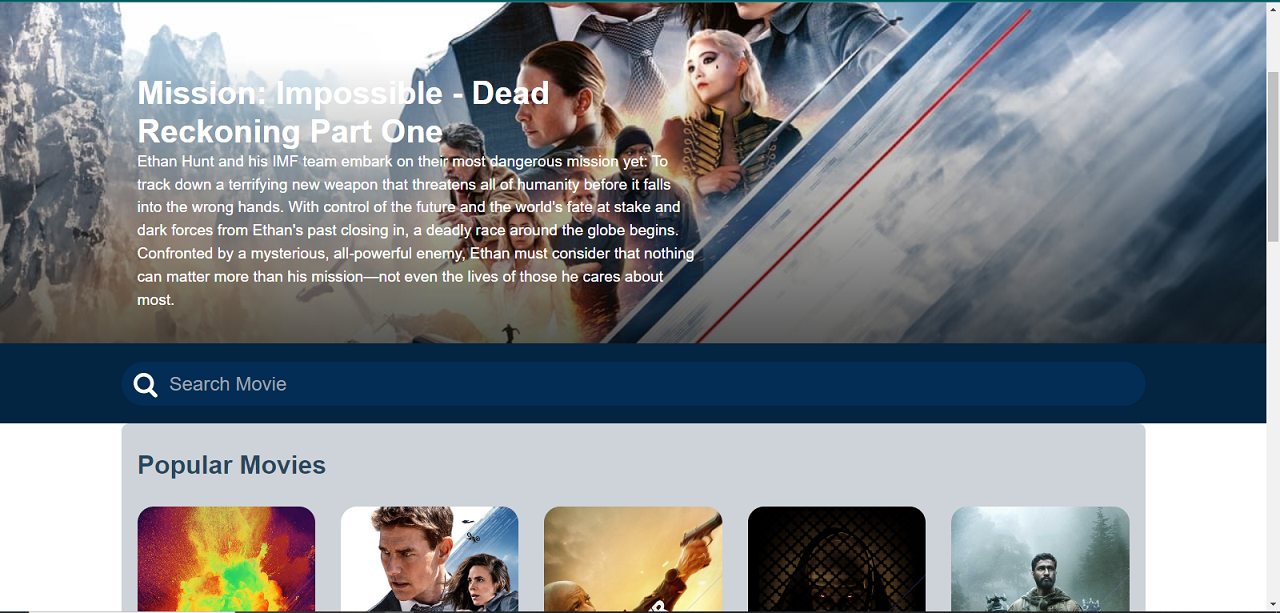 Mission: Impossible - Dead
Reckoning Part One
Ethan Hunt and his IMF team embark on their most dangerous mission yet: To
track down a terrifying new weapon that threatens all of humanity before it falls
into the wrong hands. With control of the future and the world's fate at stake and
dark forces from Ethan's past closing in, a deadly race around the globe begins.
Confronted by a mysterious, all-powerful enemy, Ethan must consider that nothing
can matter more than his mission—not even the lives of those he cares about
most.
Search Movie
Popular Movies